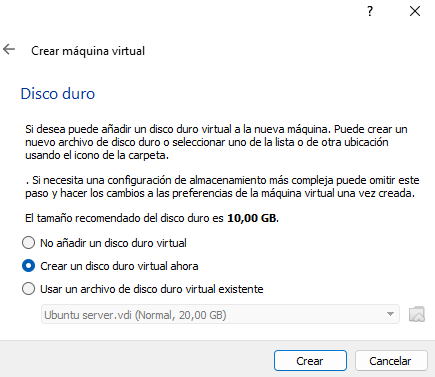 ?
Crear máquina virtual
Disco duro
Si desea puede añadir un disco duro virtual a la nueva máquina. Puede crear un
nuevo archivo de disco duro o seleccionar uno de la lista o de otra ubicación
usando el icono de la carpeta.
. Si necesita una configuración de almacenamiento más compleja puede omitir este
paso y hacer los cambios a las preferencias de la máquina virtual una vez creada.
El tamaño recomendado del disco duro es 10,00 GB.
No añadir un disco duro virtual
Crear un disco duro virtual ahora
Usar un archivo de disco duro virtual existente
Ubuntu server.vdi (Normal, 20,00 GB)
Crear
Cancelar